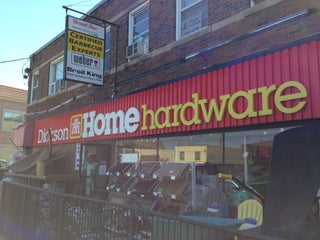 CERTIFIED
BARBECUE
EXPERTS
weber
Broil King
Dickson Home hardware